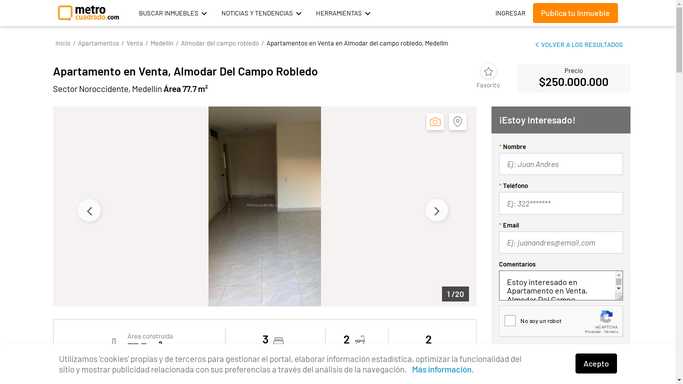 metro
cuadrado.com
BUSCAR INMUEBLES
NOTICIAS Y TENDENCIAS
HERRAMIENTAS
INGRESAR
Publica tu Inmueble
Inicio / Apartamentos / Venta / Medellín / Almodar del campo robledo / Apartamentos en Venta en Almodar del campo robledo, Medellín
VOLVER A LOS RESULTADOS
Apartamento en Venta, Almodar Del Campo Robledo
Sector Noroccidente, Medellín Área 77.7 m²
Favorito
Precio
$250.000.000
¡Estoy Interesado!
* Nombre
Ej: Juan Andres
* Teléfono
Ej: 322*******
* Email
Ej: juanandres@email.com
Comentarios
Estoy interesado en
Apartamento en Venta,
Almodar Del Campo
No soy un robot
reCAPTCHA
Privacidad - Términos
1 / 20
Área construida
3
2
2
Utilizamos 'cookies' propias y de terceros para gestionar el portal, elaborar información estadística, optimizar la funcionalidad del
sitio y mostrar publicidad relacionada con sus preferencias a través del análisis de la navegación. Más información.
Acepto